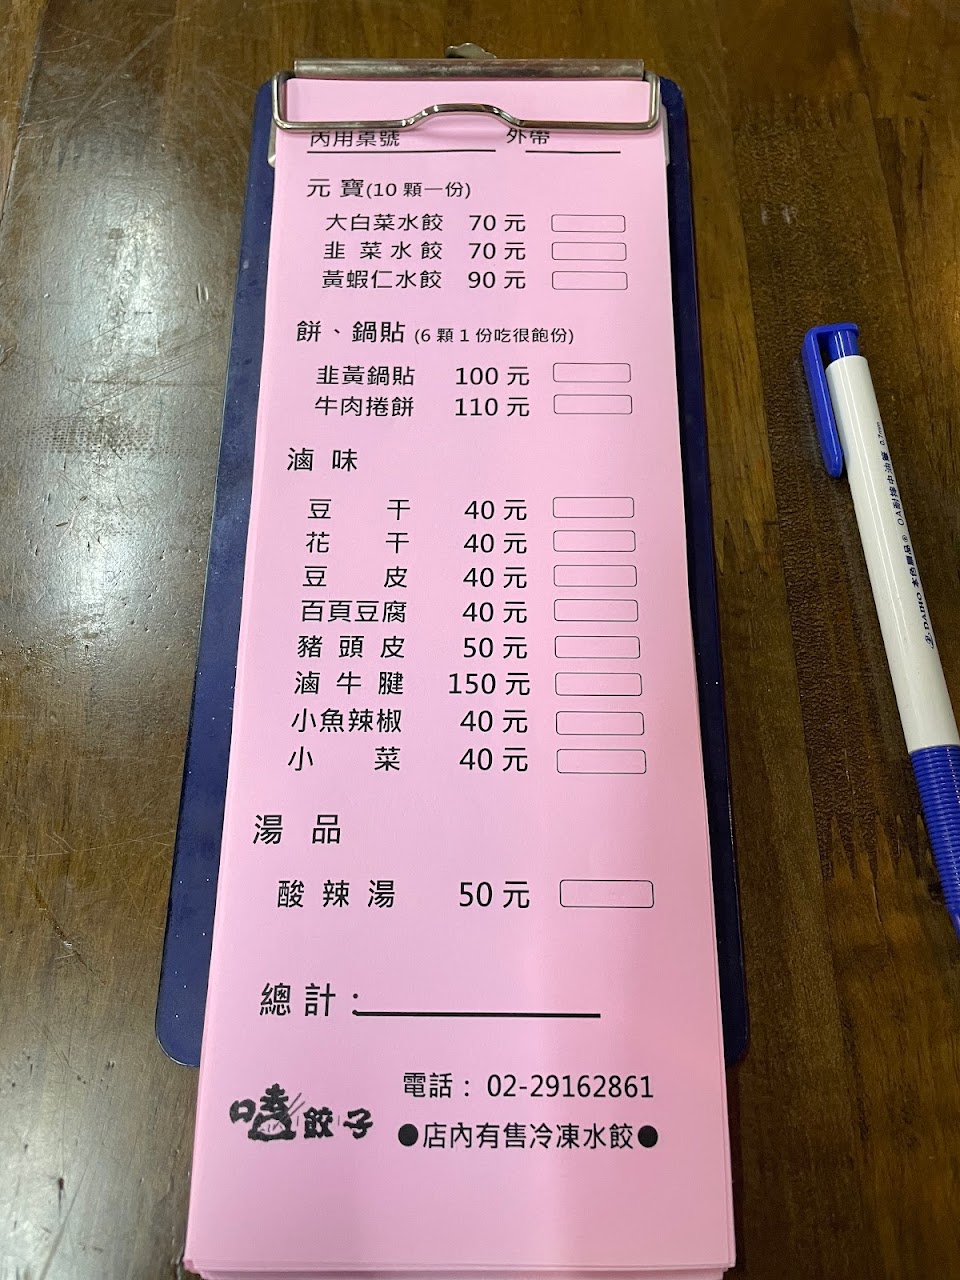 內用桌號 外帶
元 寶(10 顆一份)
大白菜水餃 70 元
韭 菜 水 餃 70 元
黃蝦仁水餃 90 元
餅、鍋貼 (6 顆 1 份吃很飽份)
韭黃鍋貼 100 元
牛肉捲餅 110 元
滷 味
豆 干 40 元
花 干 40 元
豆 皮 40 元
百頁豆腐 40 元
豬 頭 皮 50 元
滷 牛 腱 150 元
小魚辣椒 40 元
小 菜 40 元
湯 品
酸 辣 湯 50 元
總 計：
電話： 02-29162861
餃子
●店內有售冷凍水餃●
0.7mm